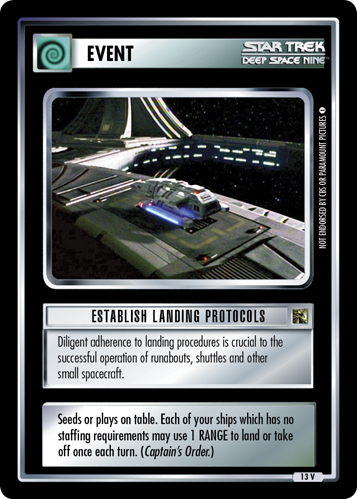 EVENT
STAR TREK
DEEP SPACE NINE
NOT ENDORSED BY CBS OR PARAMOUNT PICTURES
ESTABLISH LANDING PROTOCOLS
Diligent adherence to landing procedures is crucial to the
successful operation of runabouts, shuttles and other
small spacecraft.
Seeds or plays on table. Each of your ships which has no
staffing requirements may use 1 RANGE to land or take
off once each turn. (Captain's Order.)
13 V